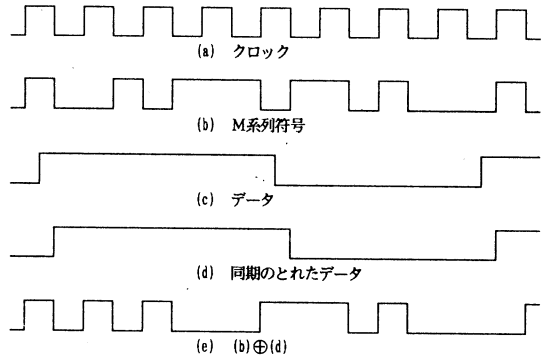 (a) クロック
(b) M系列符号
(c) データ
(d) 同期のとれたデータ
(e) (b)⊕(d)